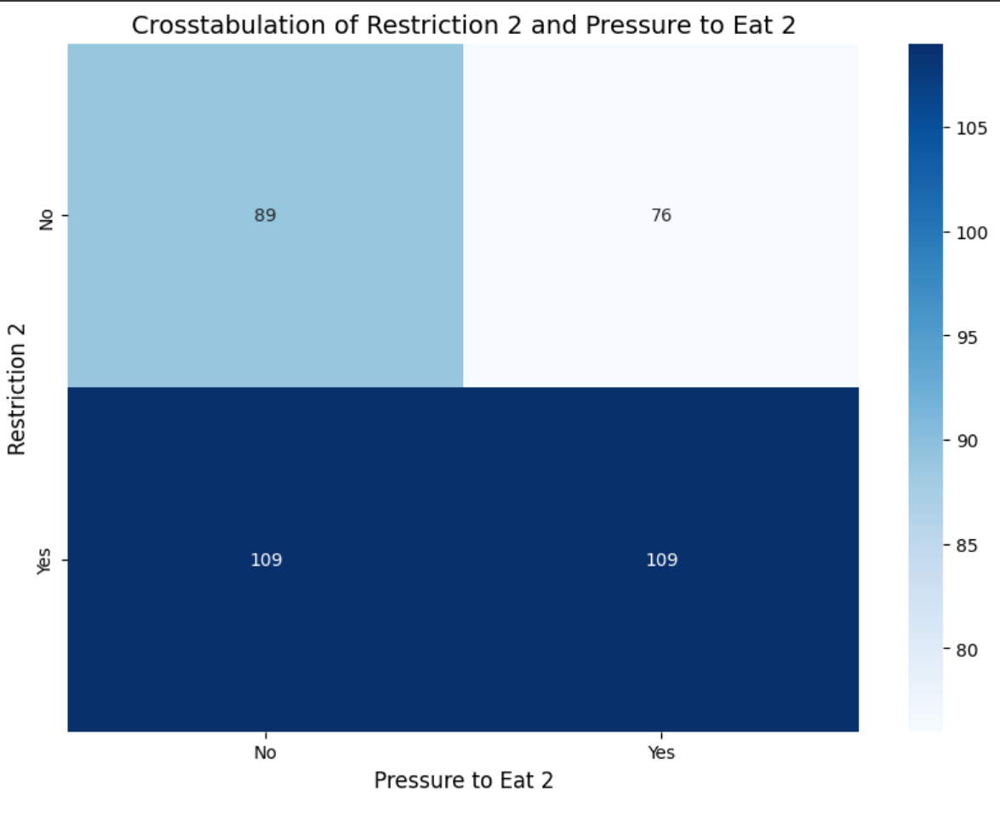 Crosstabulation of Restriction 2 and Pressure to Eat 2
Restriction 2
No
89
76
Yes
109
109
No
Yes
Pressure to Eat 2
105
100
95
90
85
80